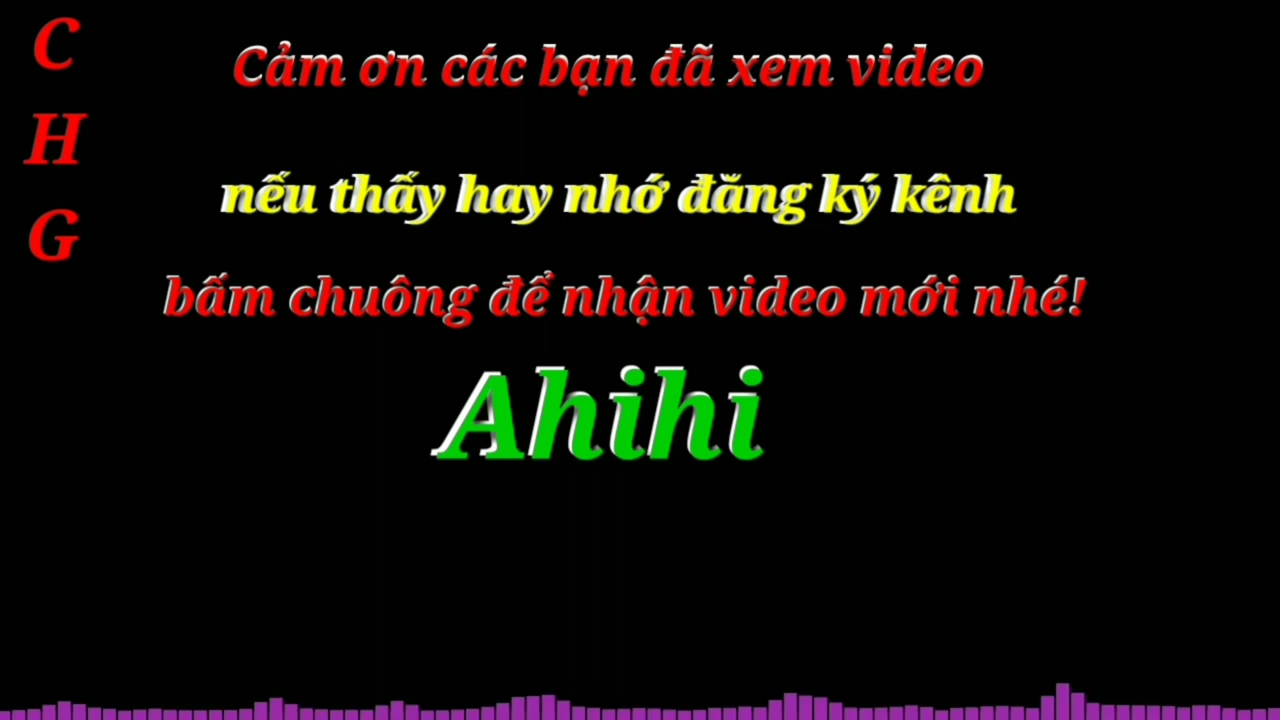 C
H
G
Cảm ơn các bạn đã xem video
nếu thấy hay nhớ đăng ký kênh
bấm chuông để nhận video mới nhé!
Ahihi